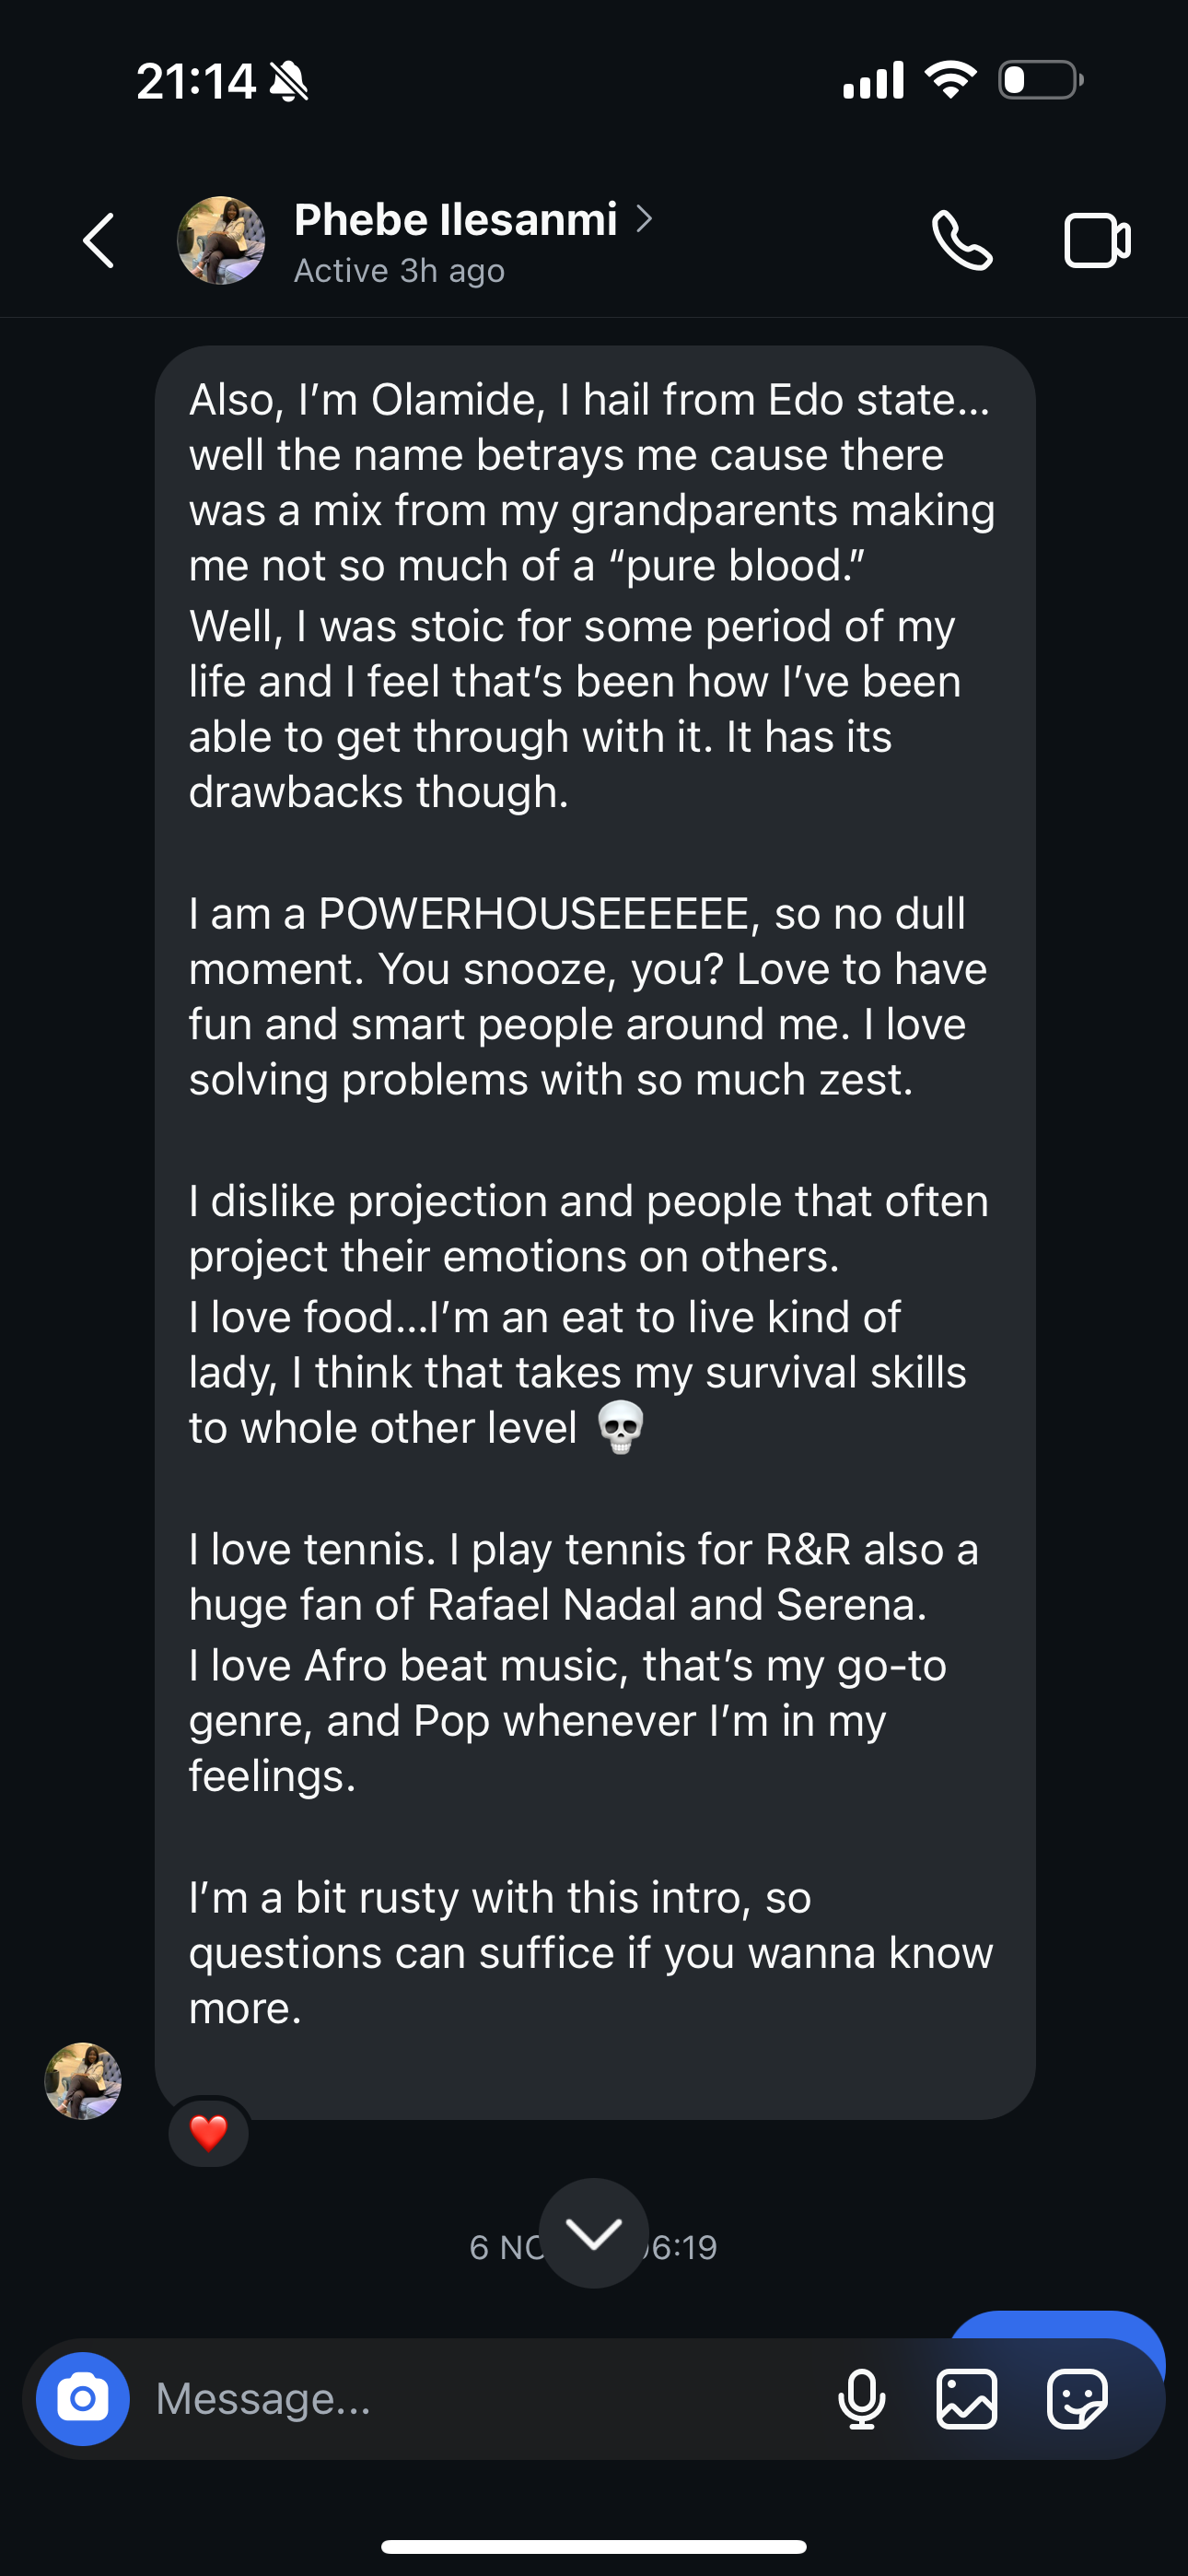 21:14
Phebe Ilesanmi
Active 3h ago
Also, I’m Olamide, I hail from Edo state...
well the name betrays me cause there
was a mix from my grandparents making
me not so much of a “pure blood.”
Well, I was stoic for some period of my
life and I feel that’s been how I’ve been
able to get through with it. It has its
drawbacks though.
I am a POWERHOUSEEEEEE, so no dull
moment. You snooze, you? Love to have
fun and smart people around me. I love
solving problems with so much zest.
I dislike projection and people that often
project their emotions on others.
I love food...I’m an eat to live kind of
lady, I think that takes my survival skills
to whole other level 💀
I love tennis. I play tennis for R&R also a
huge fan of Rafael Nadal and Serena.
I love Afro beat music, that’s my go-to
genre, and Pop whenever I’m in my
feelings.
I’m a bit rusty with this intro, so
questions can suffice if you wanna know
more.
❤️
6 6:19
Message...